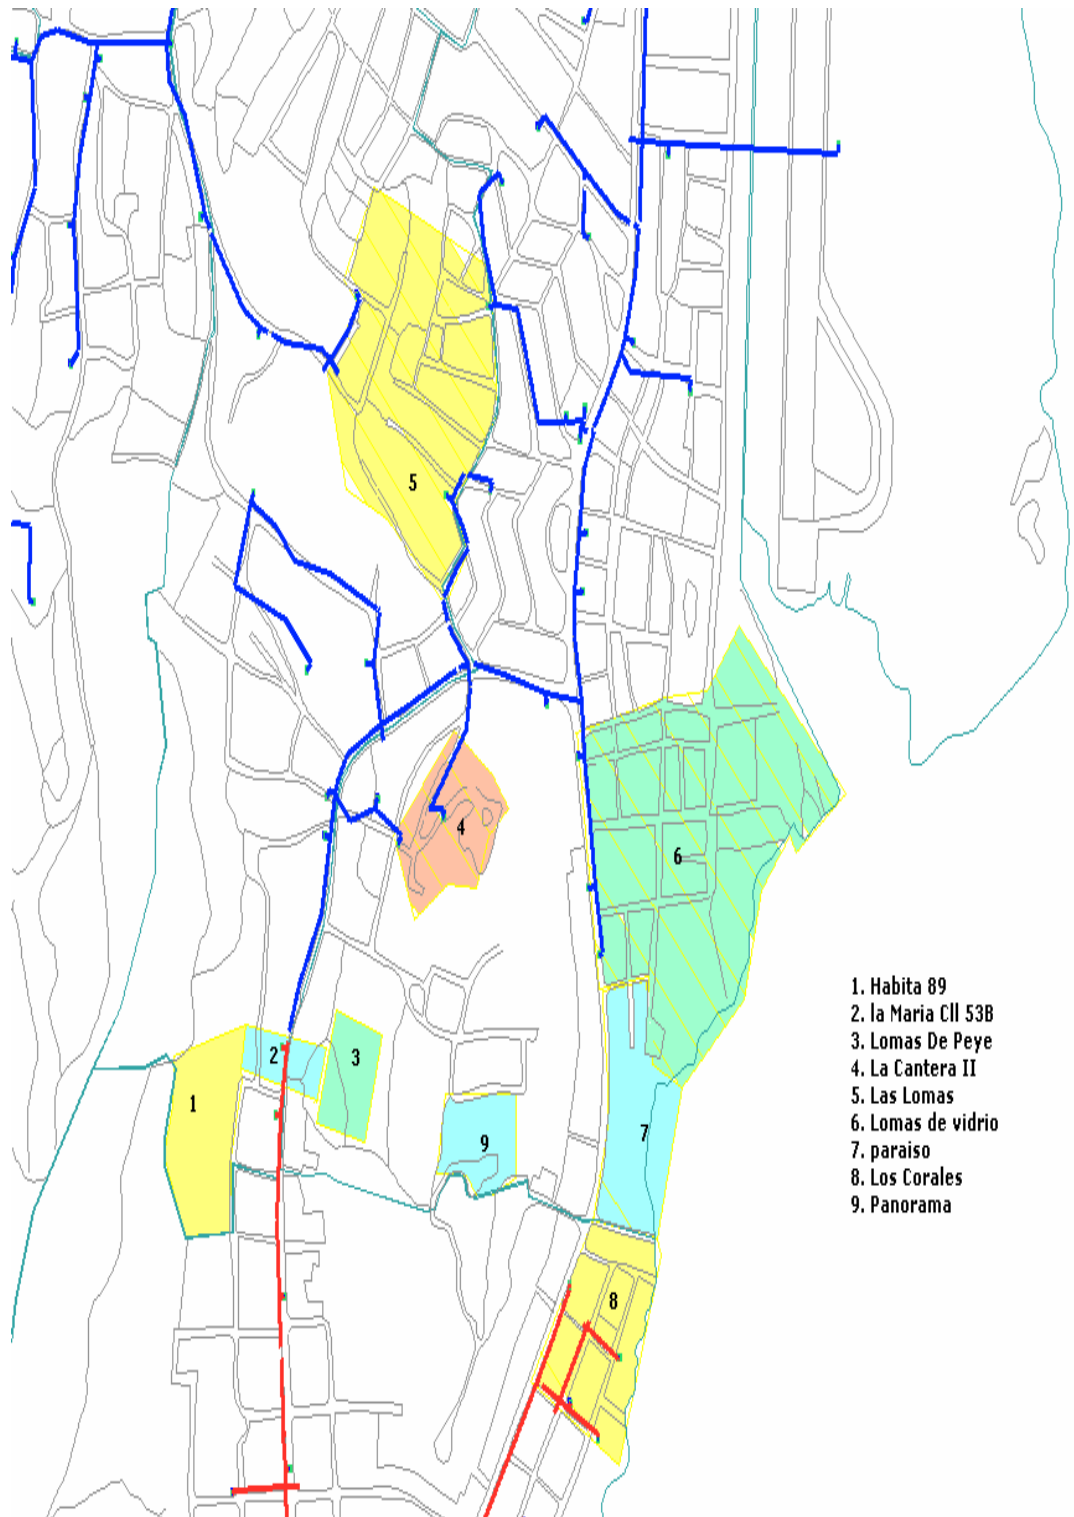 5
4
6
1. Habita 89
2. la Maria Cll 53B
3. Lomas De Peye
4. La Cantera II
5. Las Lomas
6. Lomas de vidrio
7. paraiso
8. Los Corales
9. Panorama
2
3
1
7
9
8